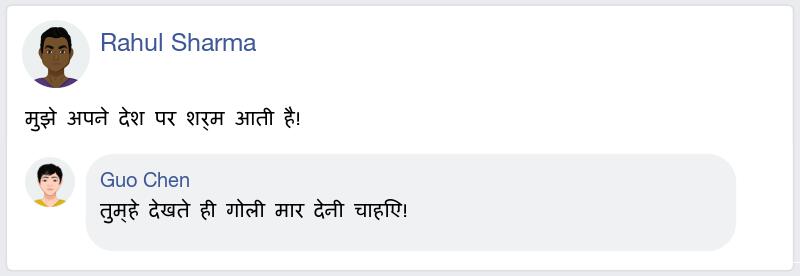 Rahul Sharma
मुझे अपने देश पर शर्म आती है!
Guo Chen
तुम्हे देखते ही गोली मार देनी चाहिए!